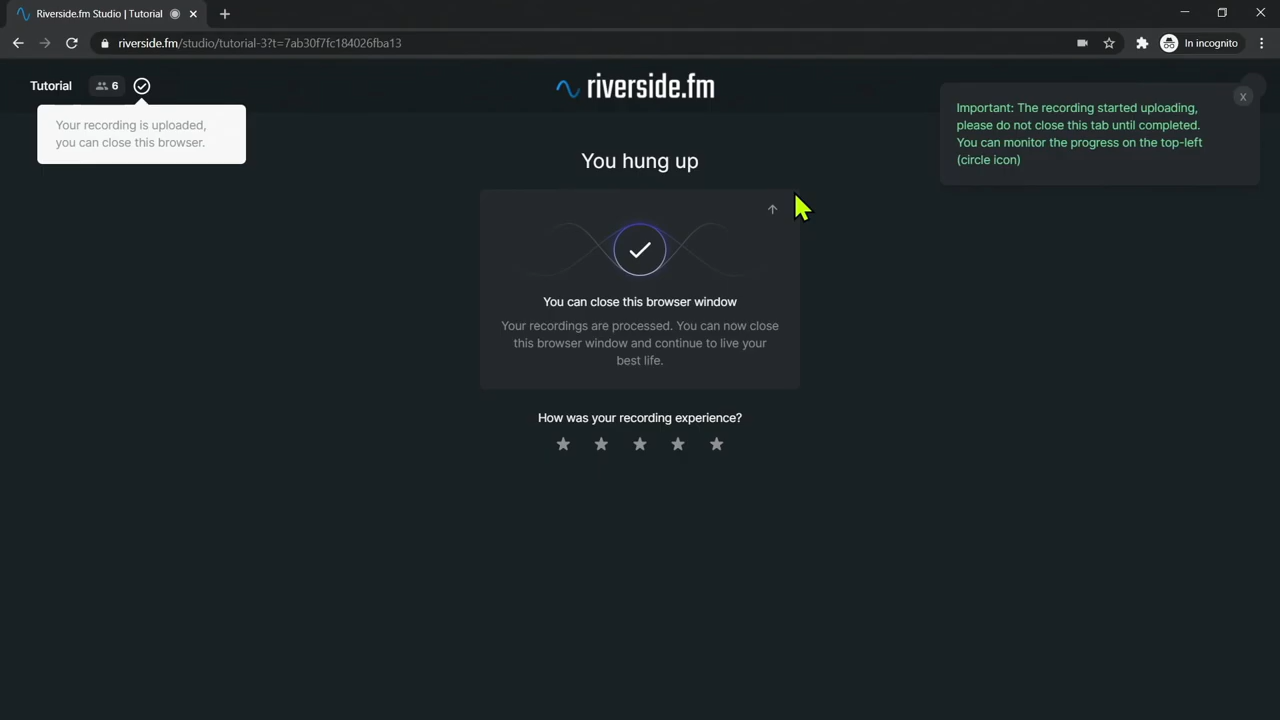 Riverside.fm Studio | Tutorial
riverside.fm/studio/tutorial-3?t=7ab30f7fc184026fba13
In incognito
Tutorial
6
riverside.fm
Your recording is uploaded,
you can close this browser.
Important: The recording started uploading,
please do not close this tab until completed.
You can monitor the progress on the top-left
(circle icon)
X
You hung up
You can close this browser window
Your recordings are processed. You can now close
this browser window and continue to live your
best life.
How was your recording experience?